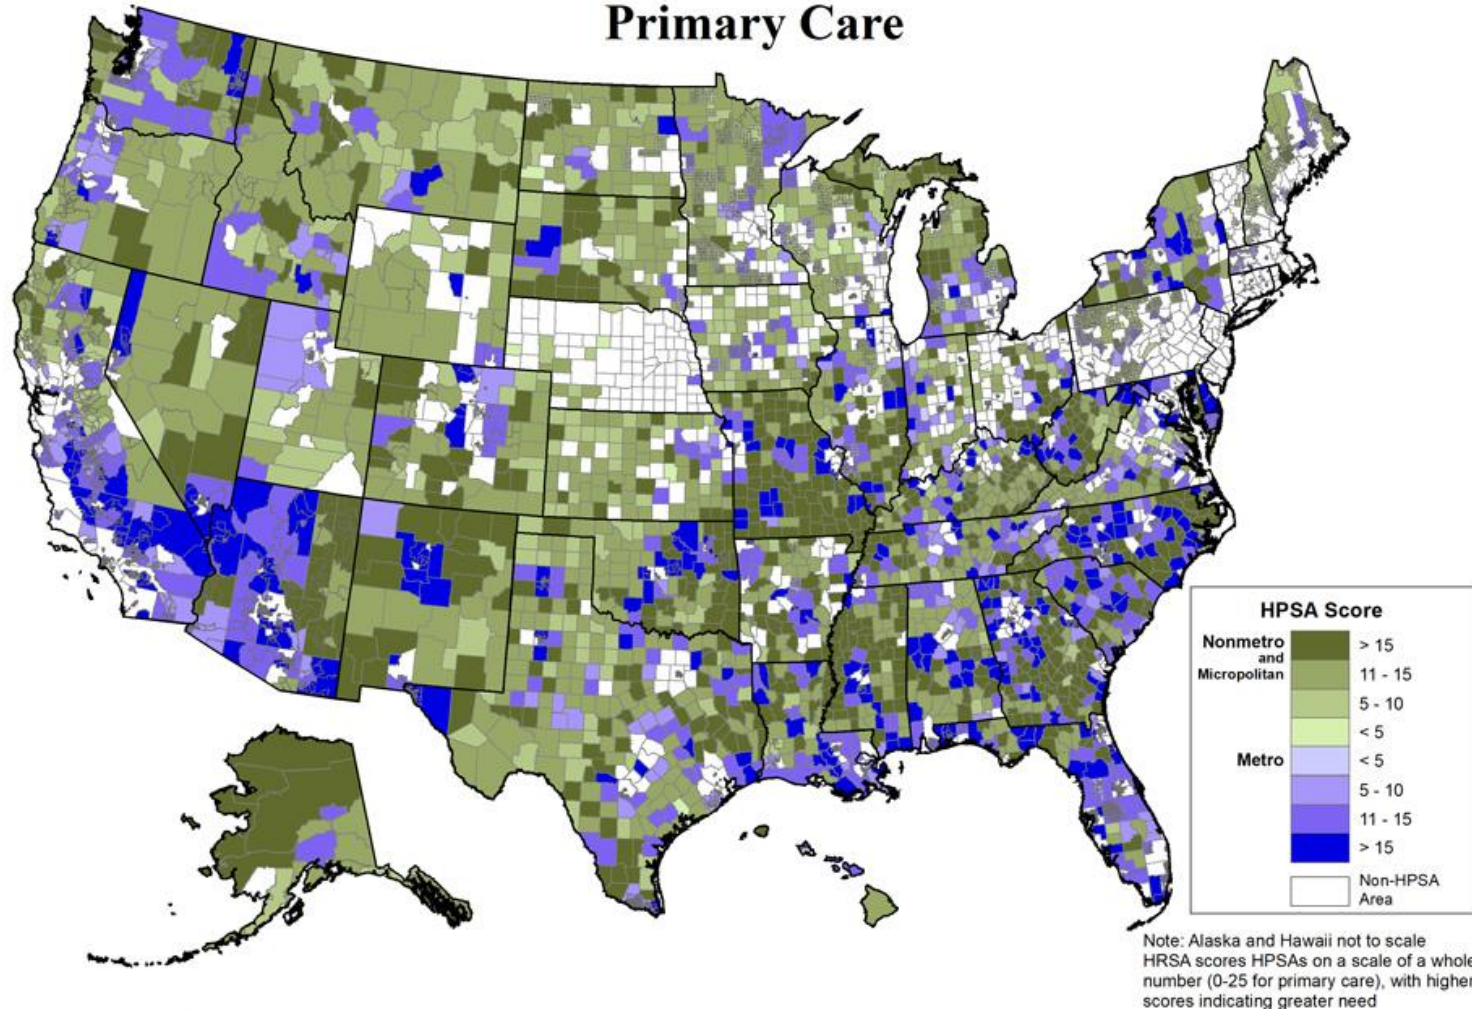 Primary Care
HPSA Score
Nonmetro
and
Micropolitan
> 15
11 - 15
5 - 10
< 5
Metro
< 5
5 - 10
11 - 15
> 15
Non-HPSA
Area
Note: Alaska and Hawaii not to scale
HRSA scores HPSAs on a scale of a whole
number (0-25 for primary care), with higher
scores indicating greater need